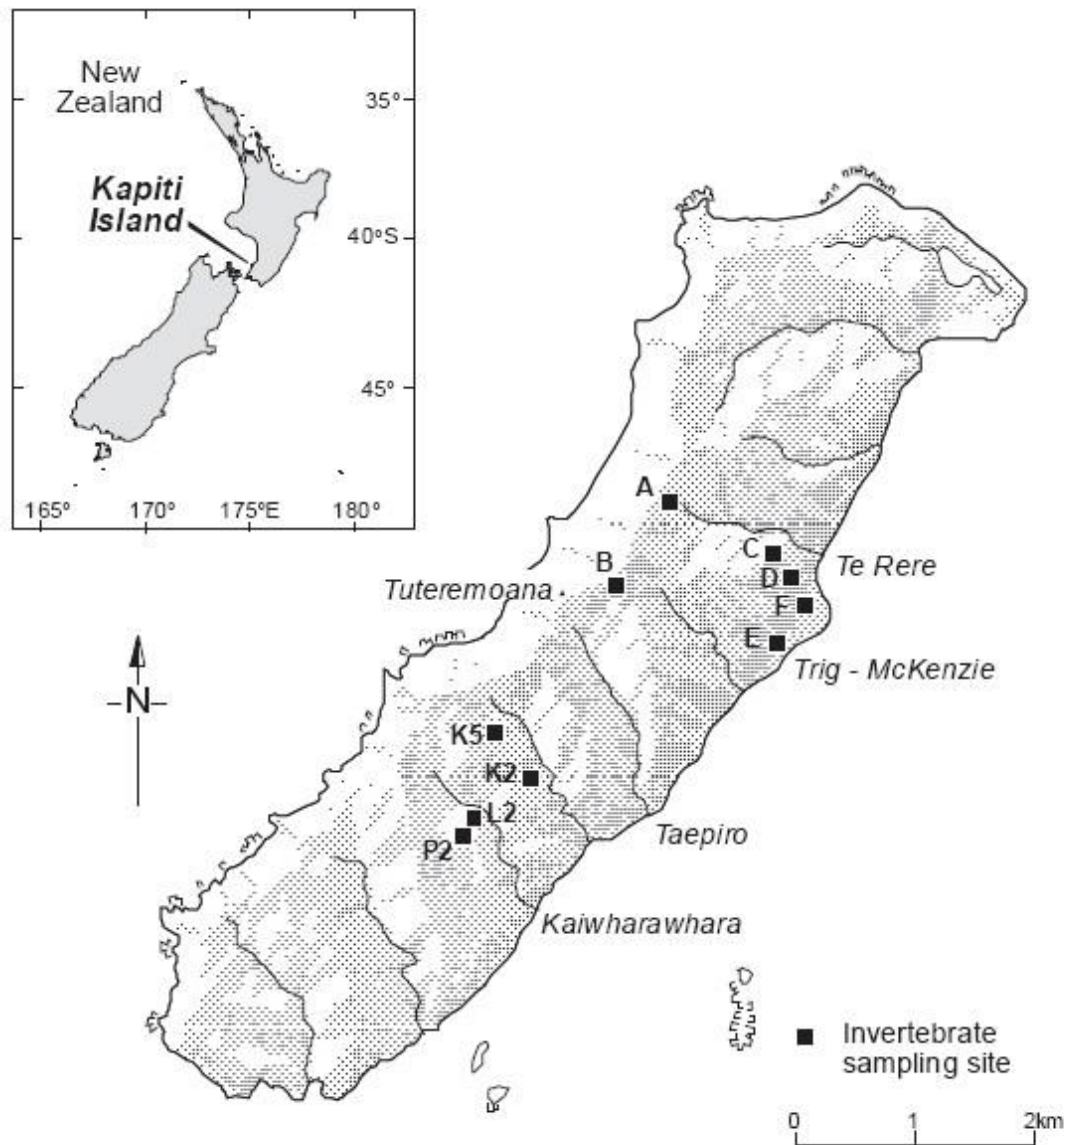 New
Zealand
35°
Kapiti
Island
40°S
45°
165°
170°
175°E
180°
A
B
C
Te Rere
D
Tuteremoana
F
E
Trig - McKenzie
N
K5
K2
L2
P2
Taepiro
Kaiwharawhara
Invertebrate
sampling site
0 1 2km